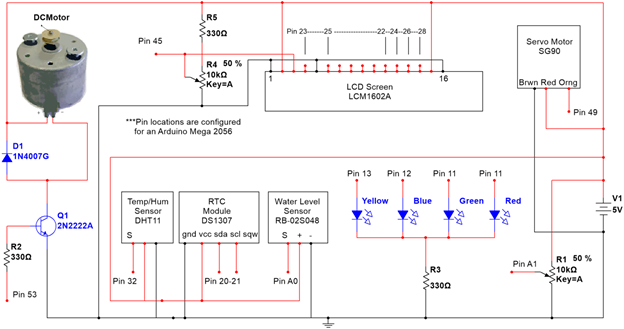 DCMotor
R5
330Ω
Pin 45
R4 50 %
10kΩ
Key=A
Pin 23--------25 22--24--26---28
1 16
LCD Screen
LCM1602A
Servo Motor
SG90
Brwn Red Orng
Pin 49
***Pin locations are configured
for an Arduino Mega 2056
D1
1N4007G
Q1
2N2222A
R2
330Ω
Pin 53
Temp/Hum
Sensor
DHT11
S
Pin 32
RTC
Module
DS1307
gnd vcc sda scl sqw
Pin 20-21
Water Level
Sensor
RB-02S048
S + -
Pin A0
Pin 13 Pin 12 Pin 11 Pin 11
Yellow Blue Green Red
R3
330Ω
V1
5V
R1 50 %
10kΩ
Key=A
Pin A1